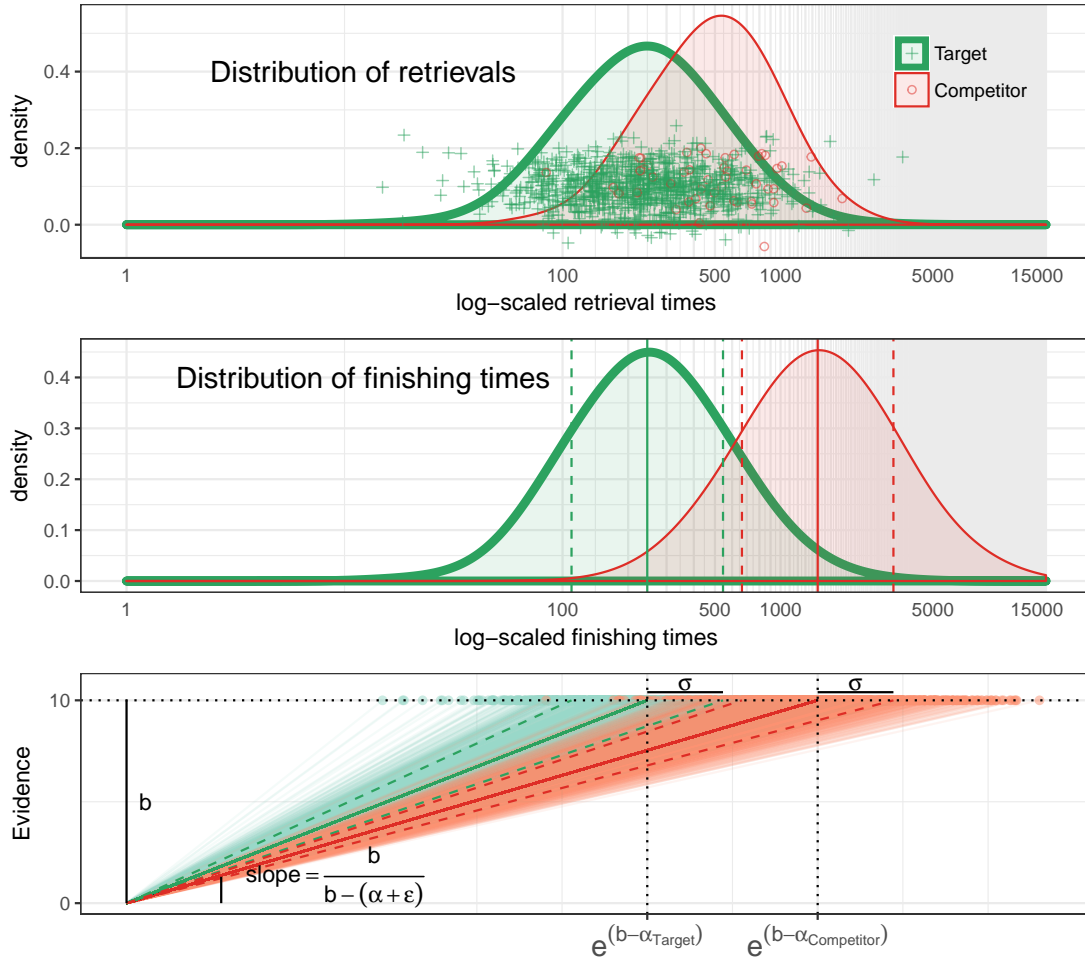 Distribution of retrievals
Target
Competitor
density
0.4
0.2
0.0
1
100
500
1000
5000
15000
log−scaled retrieval times
Distribution of finishing times
density
0.4
0.3
0.2
0.1
0.0
1
100
500
1000
5000
15000
log−scaled finishing times
σ
σ
10
Evidence
b
slope = b / b − (α + ε)
0
e^(b−α_Target)
e^(b−α_Competitor)